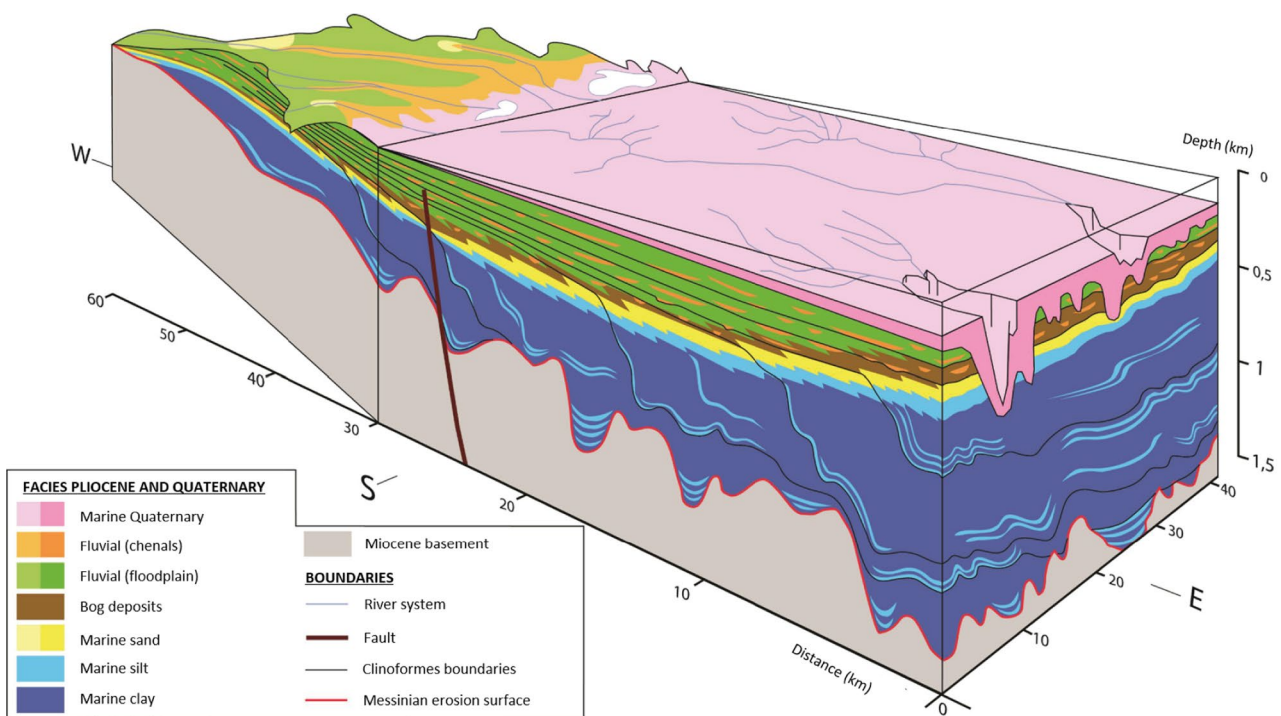 Depth (km)
0
0,5
1
1,5
W
60
50
40
30
S
20
10
Distance (km)
0
10
20
30
40
E
FACIES PLIOCENE AND QUATERNARY
Marine Quaternary
Fluvial (chenals)
Fluvial (floodplain)
Bog deposits
Marine sand
Marine silt
Marine clay
Miocene basement
BOUNDARIES
River system
Fault
Clinoformes boundaries
Messinian erosion surface